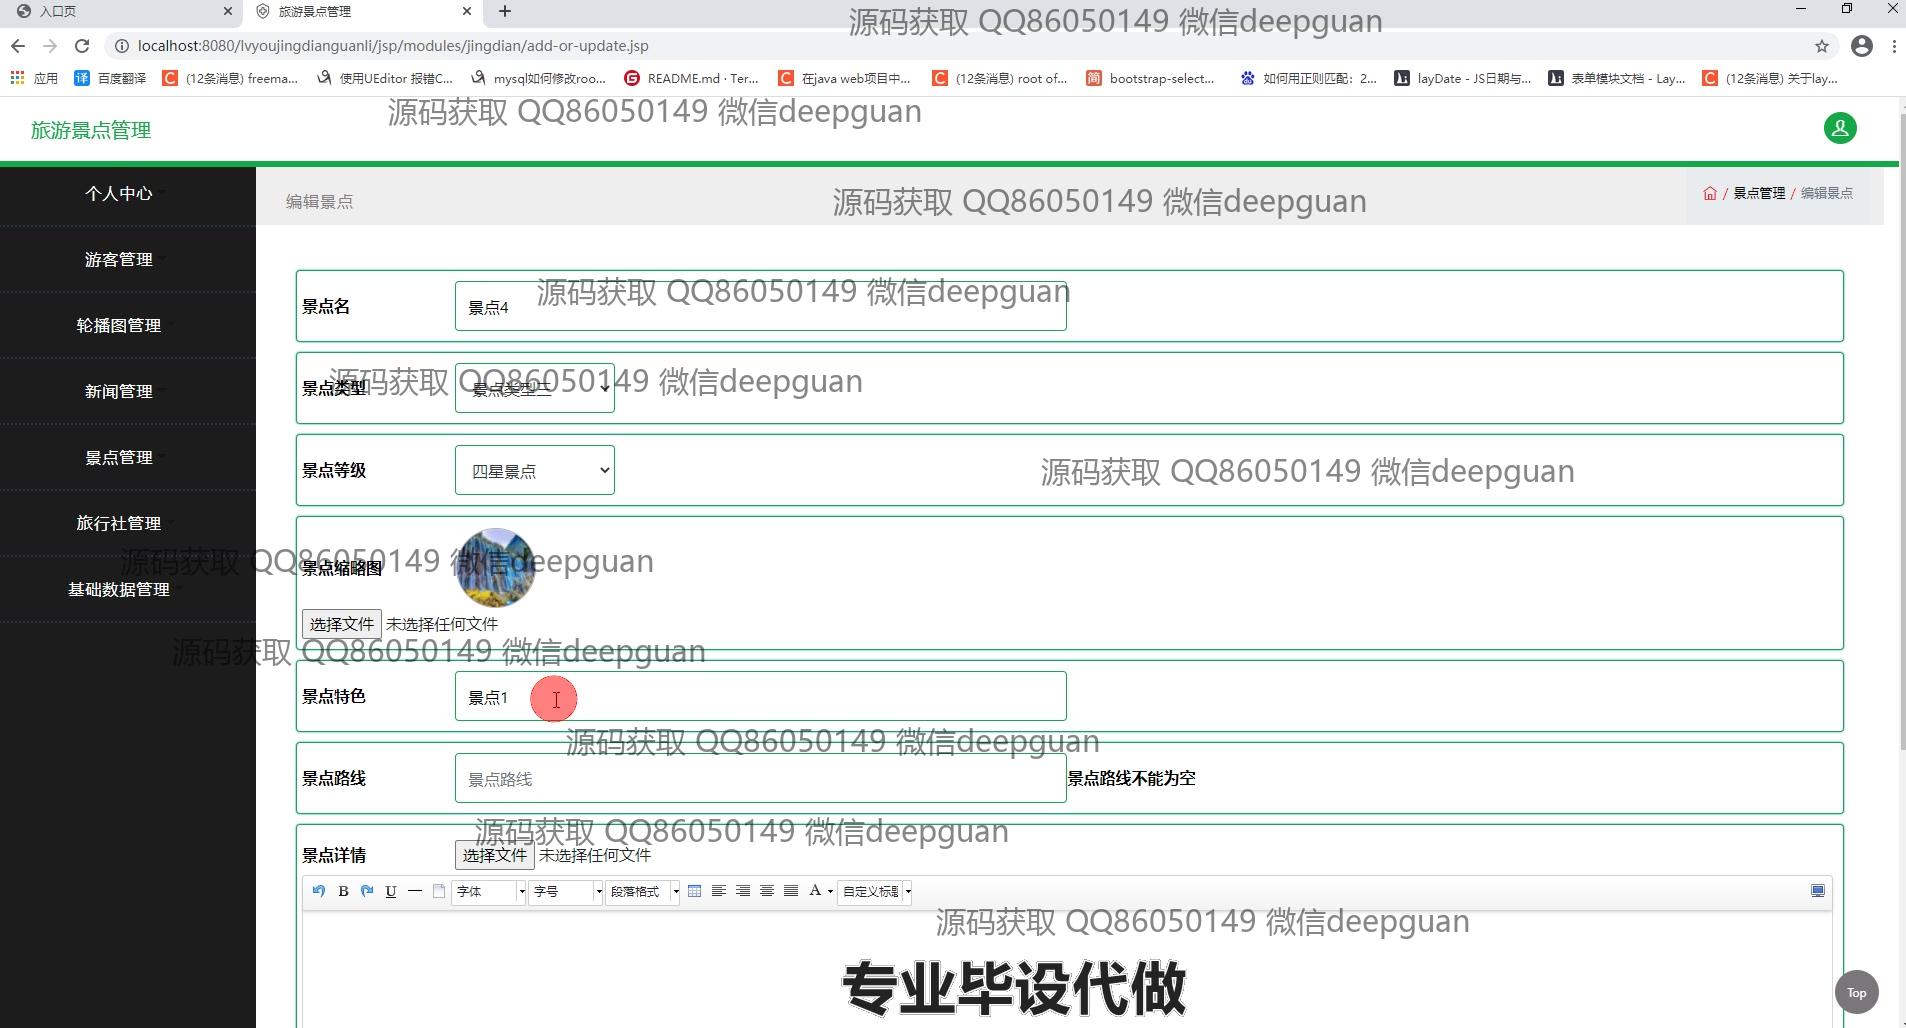 入口页
旅游景点管理
源码获取 QQ86050149 微信deepguan
localhost:8080/lvyoujingdianguanli/jsp/modules/jingdian/add-or-update.jsp
应用
百度翻译
(12条消息) freema...
使用UEditor 报错C...
mysql如何修改roo...
README.md · Ter...
在java web项目中...
(12条消息) root of...
bootstrap-select...
如何用正则匹配：2...
layDate - JS日期与...
表单模块文档 - Lay...
(12条消息) 关于lay...
源码获取 QQ86050149 微信deepguan
旅游景点管理
个人中心
编辑景点
源码获取 QQ86050149 微信deepguan
/ 景点管理 / 编辑景点
游客管理
源码获取 QQ86050149 微信deepguan
景点名
景点4
轮播图管理
源码获取 QQ86050149 微信deepguan
景点类型
景点类型三
新闻管理
景点管理
景点等级
四星景点
源码获取 QQ86050149 微信deepguan
旅行社管理
源码获取 QQ86050149 微信deepguan
景点缩略图
基础数据管理
选择文件 未选择任何文件
源码获取 QQ86050149 微信deepguan
景点特色
景点1
源码获取 QQ86050149 微信deepguan
景点路线
景点路线
景点路线不能为空
源码获取 QQ86050149 微信deepguan
景点详情
选择文件 未选择任何文件
B U 字体 字号 段落格式 A 自定义标题
源码获取 QQ86050149 微信deepguan
专业毕设代做
Top